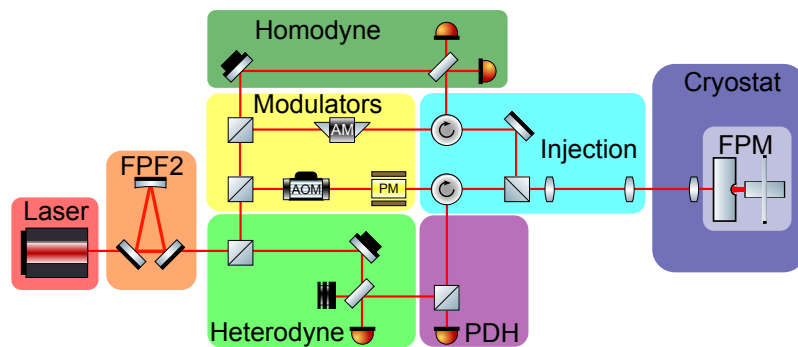 Homodyne
Cryostat
Modulators
AM
FPM
Injection
FPF2
AOM
PM
Laser
Heterodyne
PDH